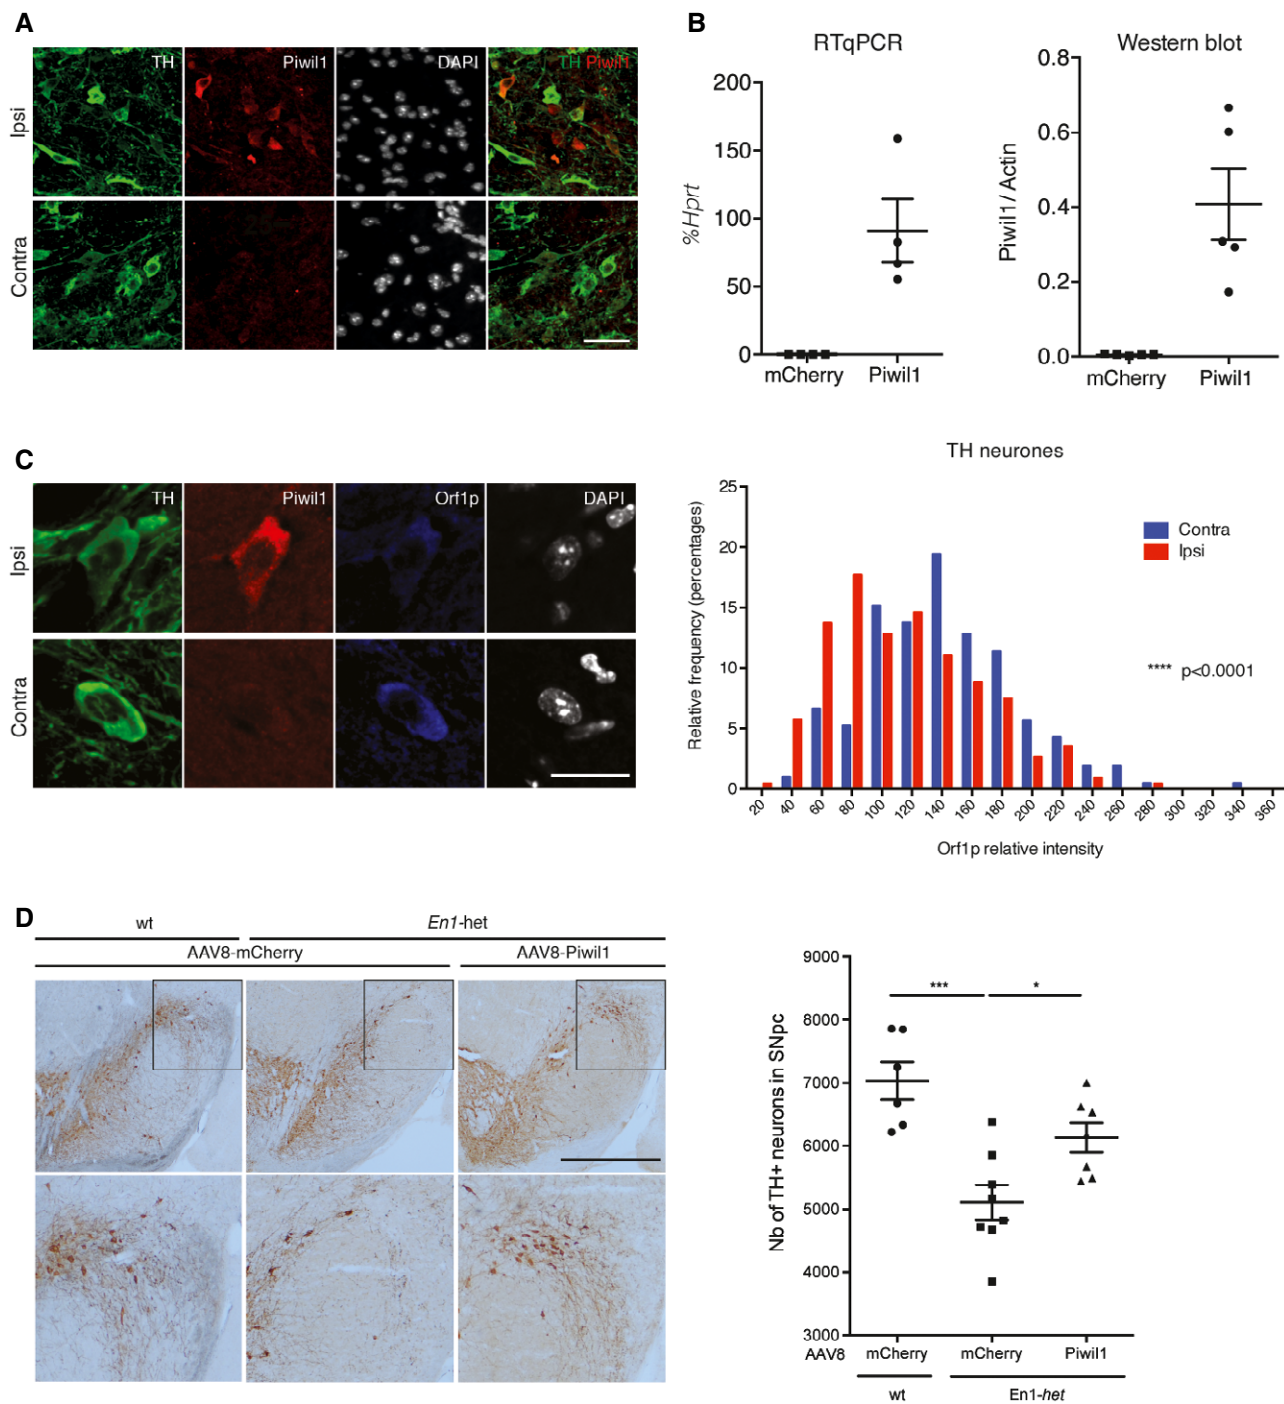 A
TH
Piwil1
DAPI
TH Piwil1
Ipsi
Contra
B
RTqPCR
%Hprt
200
150
100
50
0
mCherry
Piwil1
Western blot
Piwil1/ Actin
0.8
0.6
0.4
0.2
0.0
mCherry
Piwil1
C
TH
Piwil1
Orf1p
DAPI
Ipsi
Contra
TH neurones
Relative frequency (percentages)
25
20
15
10
5
0
Contra
Ipsi
**** p<0.0001
20 40 60 80 100 120 140 160 180 200 220 240 260 280 300 320 340 360
Orf1p relative intensity
D
wt
En1-het
AAV8-mCherry
AAV8-Piwil1
Nb of TH+ neurons in SNpc
9000
8000
7000
6000
5000
4000
3000
***
*
AAV8 mCherry mCherry Piwil1
wt
En1-het